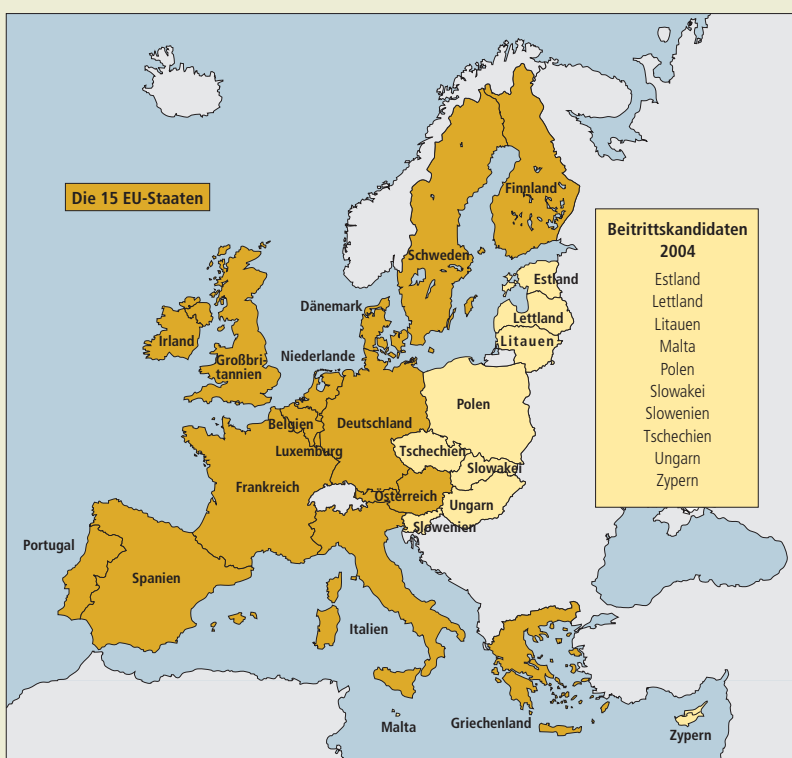 Die 15 EU-Staaten
Finnland
Schweden
Beitrittskandidaten
2004
Estland
Lettland
Litauen
Malta
Polen
Slowakei
Slowenien
Tschechien
Ungarn
Zypern
Estland
Dänemark
Lettland
Irland
Litauen
Niederlande
Großbri-
tannien
Polen
Belgien
Deutschland
Luxemburg
Tschechien
Slowakei
Frankreich
Österreich
Ungarn
Slowenien
Portugal
Spanien
Italien
Malta
Griechenland
Zypern